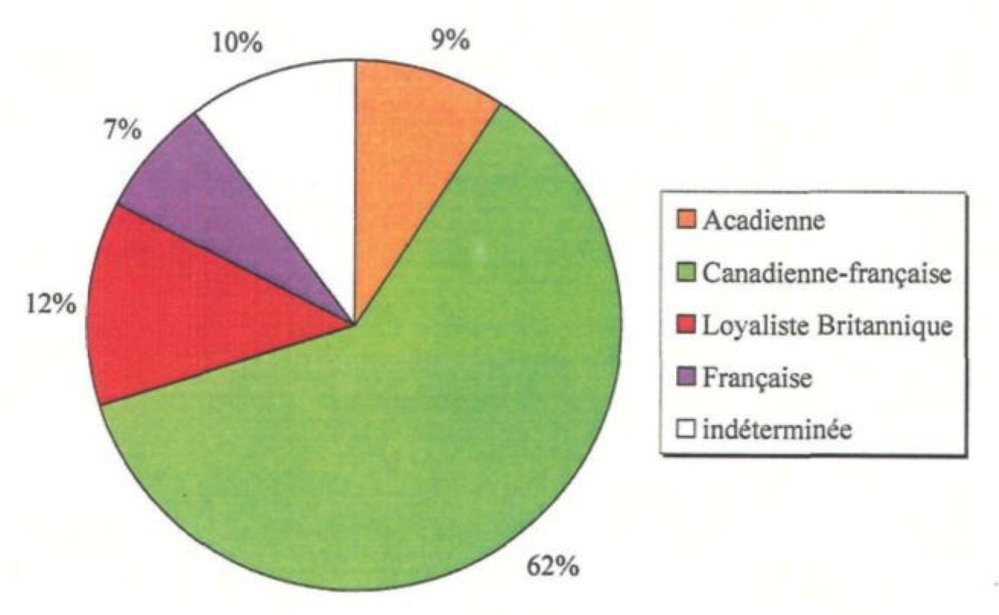 10%
9%
7%
12%
62%
Acadienne
Canadienne-française
Loyaliste Britannique
Française
indéterminée